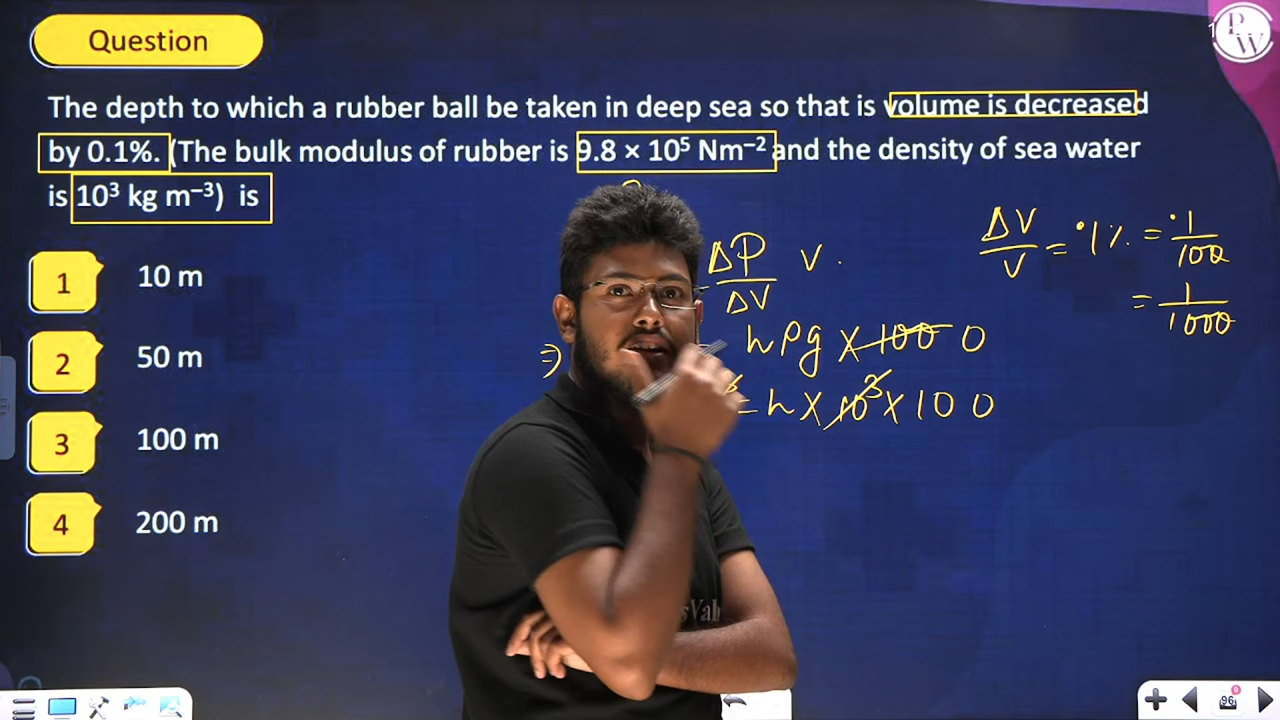 Question
The depth to which a rubber ball be taken in deep sea so that is volume is decreased
by 0.1%. (The bulk modulus of rubber is 9.8 × 10⁵ Nm⁻² and the density of sea water
is 10³ kg m⁻³) is
1 10 m
2 50 m
3 100 m
4 200 m
ΔP/ΔV V
⇒ hρg × 1000
= h × 10³ × 100
ΔV/V = .1% = .1/100
= 1/1000
PW
96